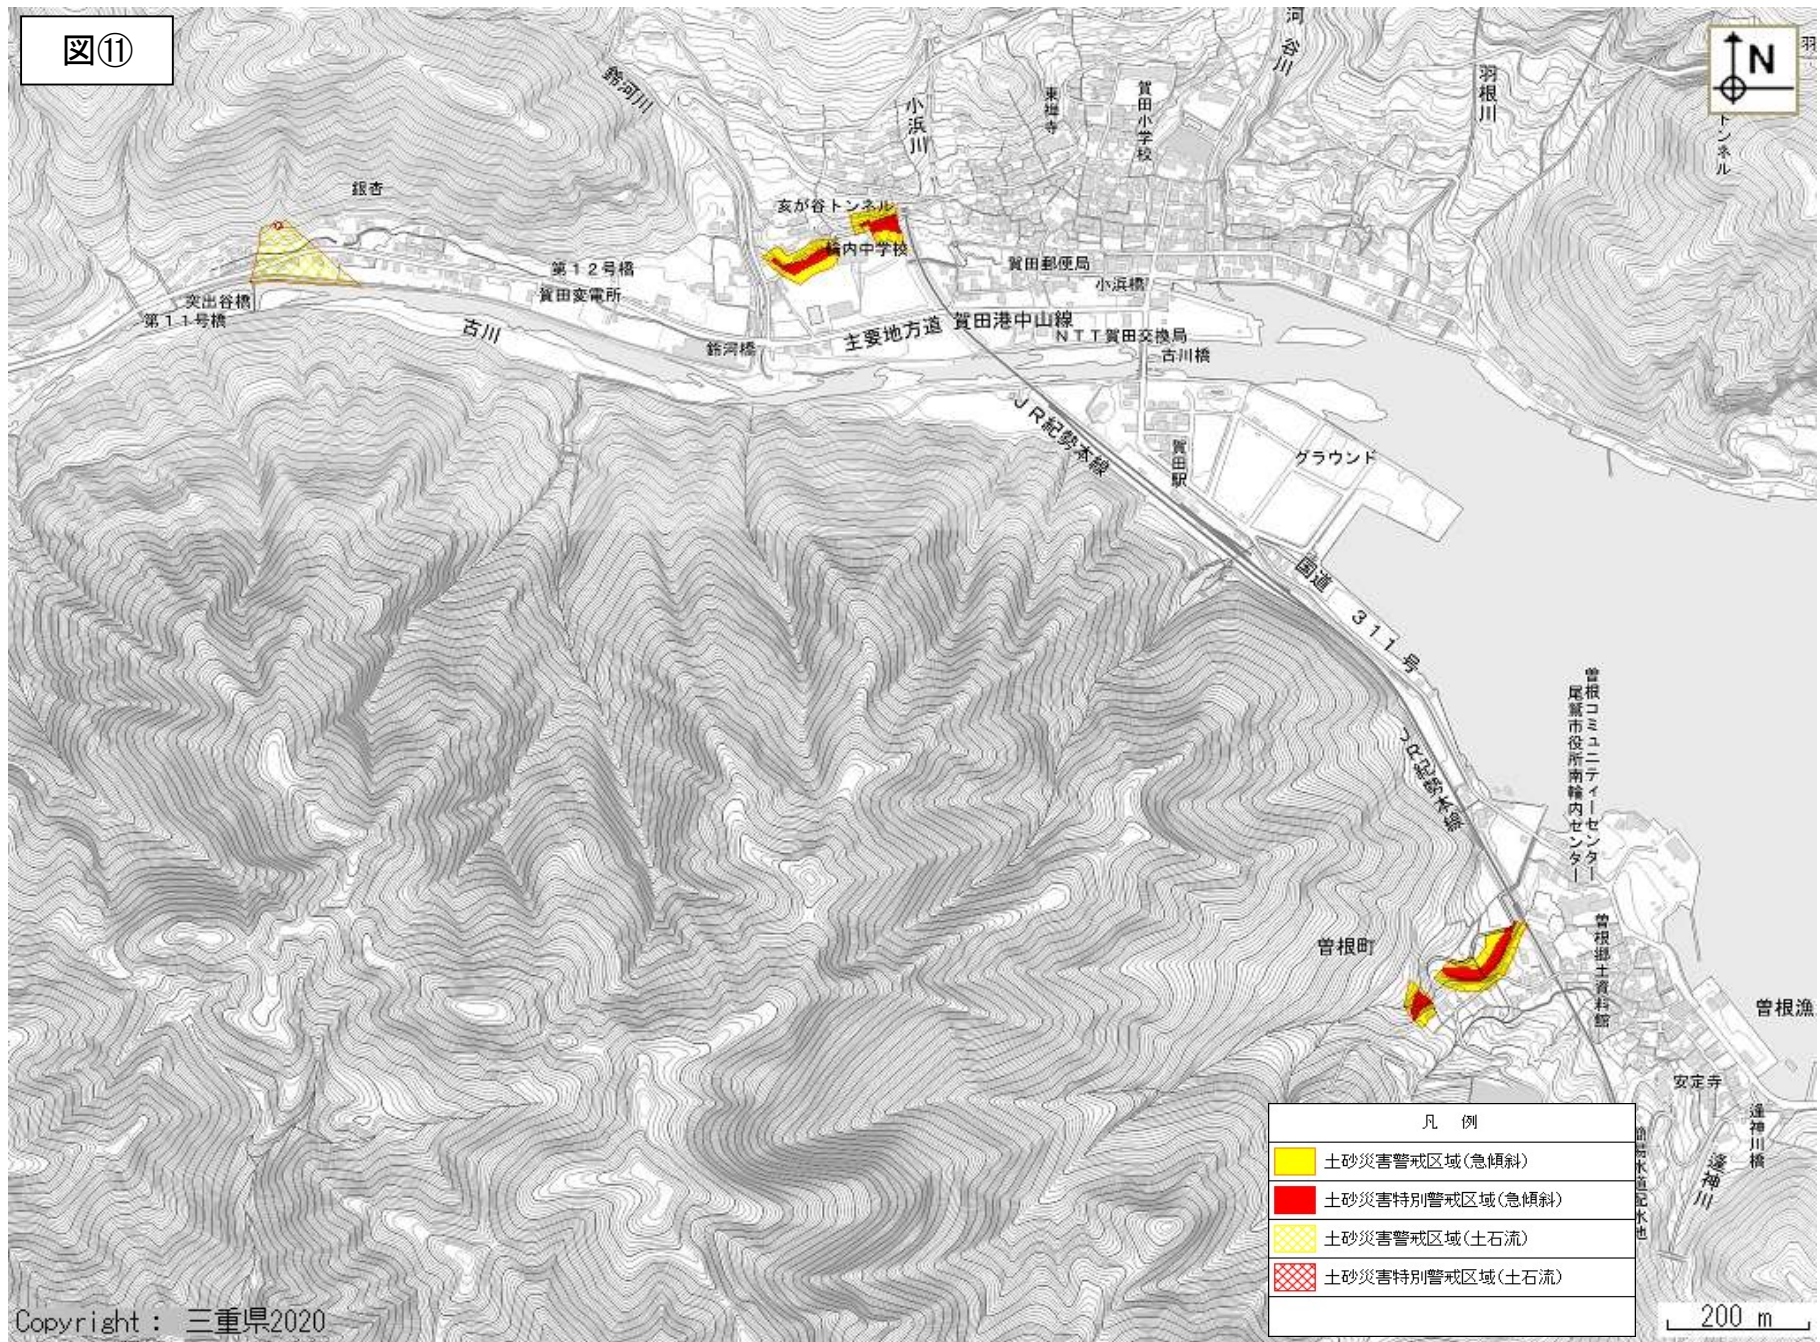 図⑪
N
羽
トンネル
河谷川
羽根川
鈴河川
小浜川
東禅寺
賀田小学校
銀杏
亥が谷トンネル
輪内中学校
第12号橋
賀田変電所
賀田郵便局
小浜橋
突出谷橋
第11号橋
古川
鈴河橋
主要地方道 賀田港中山線
NTT賀田交換局
古川橋
JR紀勢本線
賀田駅
グラウンド
国道 311号
JR紀勢本線
曽根コミュニティーセンター
尾鷲市役所南輪内センター
曽根町
曽根郷土資料館
曽根漁
安定寺
逢神川橋
逢神川
簡易水道配水池
凡 例
土砂災害警戒区域(急傾斜)
土砂災害特別警戒区域(急傾斜)
土砂災害警戒区域(土石流)
土砂災害特別警戒区域(土石流)
Copyright : 三重県2020
200 m